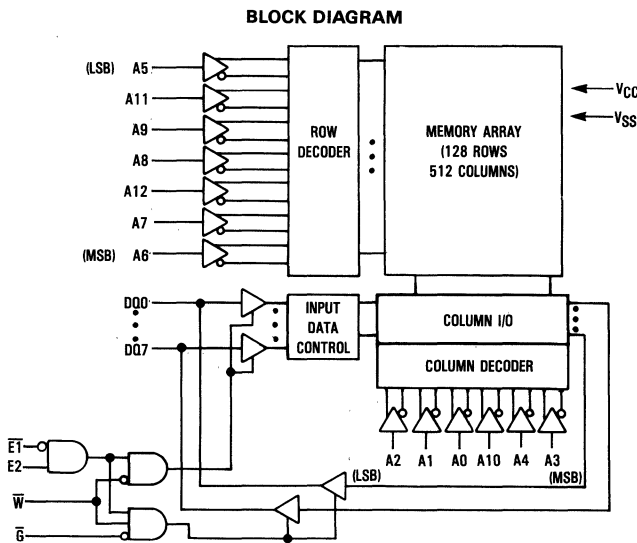 BLOCK DIAGRAM
(LSB) A5
A11
A9
A8
A12
A7
(MSB) A6
ROW
DECODER
MEMORY ARRAY
(128 ROWS
512 COLUMNS)
VCC
VSS
DQ0
DQ7
INPUT
DATA
CONTROL
COLUMN I/O
COLUMN DECODER
A2 A1 A0 A10 A4 A3
(LSB) (MSB)
E1
E2
W
G